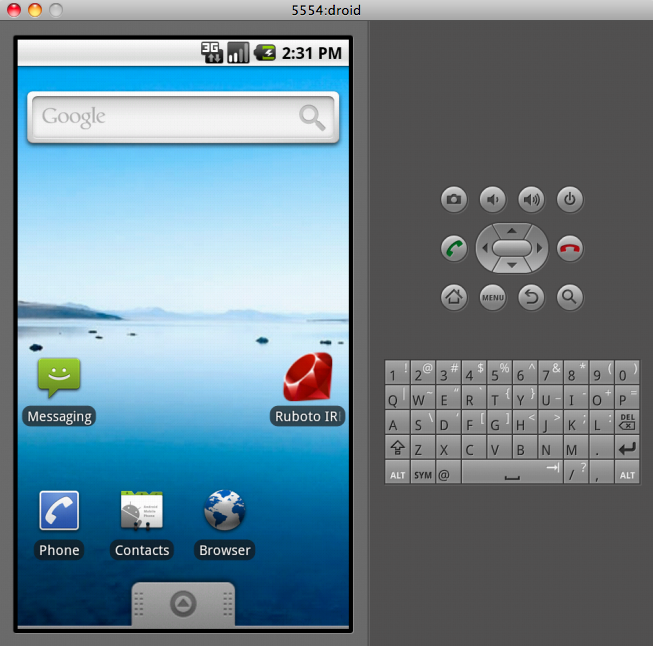 5554:droid
3G 2:31 PM
Google
Messaging
Ruboto IR
Phone
Contacts
Browser
MENU
1 ! 2 @ 3 # 4 $ 5 % 6 ^ 7 & 8 * 9 ( 0 )
Q | W ~ E " R ` T { Y } U _ I - O + P =
A S \ D ' F [ G ] H < J > K ; L : DEL
Z X C V B N M .
ALT SYM @ / ? , ALT